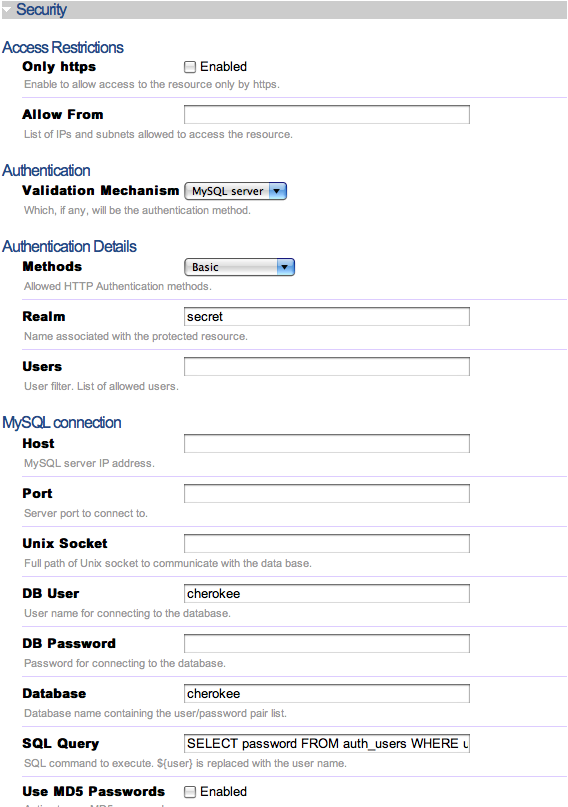 Security
Access Restrictions
Only https Enabled
Enable to allow access to the resource only by https.
Allow From
List of IPs and subnets allowed to access the resource.
Authentication
Validation Mechanism MySQL server
Which, if any, will be the authentication method.
Authentication Details
Methods Basic
Allowed HTTP Authentication methods.
Realm secret
Name associated with the protected resource.
Users
User filter. List of allowed users.
MySQL connection
Host
MySQL server IP address.
Port
Server port to connect to.
Unix Socket
Full path of Unix socket to communicate with the data base.
DB User cherokee
User name for connecting to the database.
DB Password
Password for connecting to the database.
Database cherokee
Database name containing the user/password pair list.
SQL Query SELECT password FROM auth_users WHERE u
SQL command to execute. ${user} is replaced with the user name.
Use MD5 Passwords Enabled